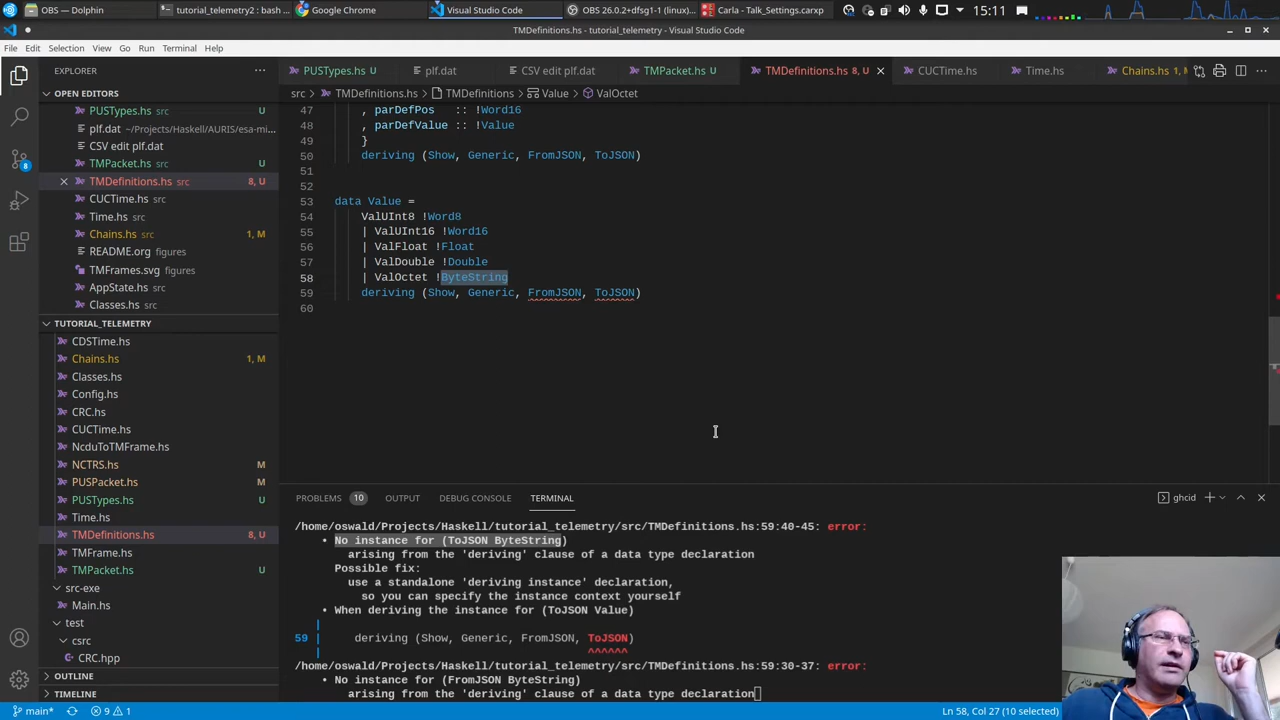 OBS — Dolphin
tutorial_telemetry2 : bash ...
Google Chrome
Visual Studio Code
OBS 26.0.2+dfsg1-1 (linux)...
Carla - Talk_Settings.carxp
15:11
TMDefinitions.hs - tutorial_telemetry - Visual Studio Code
File Edit Selection View Go Run Terminal Help
EXPLORER
PUSTypes.hs U
plf.dat
CSV edit plf.dat
TMPacket.hs U
TMDefinitions.hs 8, U
CUCTime.hs
Time.hs
Chains.hs 1, M
src > TMDefinitions.hs > TMDefinitions > Value > ValOctet
OPEN EDITORS
PUSTypes.hs src U
plf.dat ~/Projects/Haskell/AURIS/esa-mi...
CSV edit plf.dat
TMPacket.hs src U
TMDefinitions.hs src 8, U
CUCTime.hs src
Time.hs src
Chains.hs src 1, M
README.org figures
TMFrames.svg figures
AppState.hs src
Classes.hs src
TUTORIAL_TELEMETRY
CDSTime.hs
Chains.hs 1, M
Classes.hs
Config.hs
CRC.hs
CUCTime.hs
NcduToTMFrame.hs
NCTRS.hs M
PUSPacket.hs M
PUSTypes.hs U
Time.hs
TMDefinitions.hs 8, U
TMFrame.hs
TMPacket.hs U
src-exe
Main.hs
test
csrc
CRC.hpp
OUTLINE
TIMELINE
47 , parDefPos :: !Word16
48 , parDefValue :: !Value
49 }
50 deriving (Show, Generic, FromJSON, ToJSON)
51
52
53 data Value =
54 ValUInt8 !Word8
55 | ValUInt16 !Word16
56 | ValFloat !Float
57 | ValDouble !Double
58 | ValOctet !ByteString
59 deriving (Show, Generic, FromJSON, ToJSON)
60
PROBLEMS 10 OUTPUT DEBUG CONSOLE TERMINAL
ghcid
/home/oswald/Projects/Haskell/tutorial_telemetry/src/TMDefinitions.hs:59:40-45: error:
• No instance for (ToJSON ByteString)
arising from the 'deriving' clause of a data type declaration
Possible fix:
use a standalone 'deriving instance' declaration,
so you can specify the instance context yourself
• When deriving the instance for (ToJSON Value)
|
59 | deriving (Show, Generic, FromJSON, ToJSON)
| ^^^^^^
/home/oswald/Projects/Haskell/tutorial_telemetry/src/TMDefinitions.hs:59:30-37: error:
• No instance for (FromJSON ByteString)
arising from the 'deriving' clause of a data type declaration
main* 9 1
Ln 58, Col 27 (10 selected)